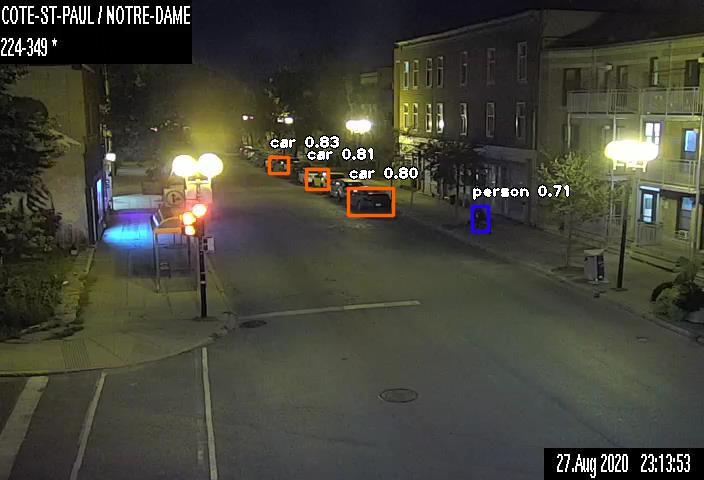 COTE-ST-PAUL / NOTRE-DAME
224-349 *
car 0.83
car 0.81
car 0.80
person 0.71
27.Aug 2020 23:13:53